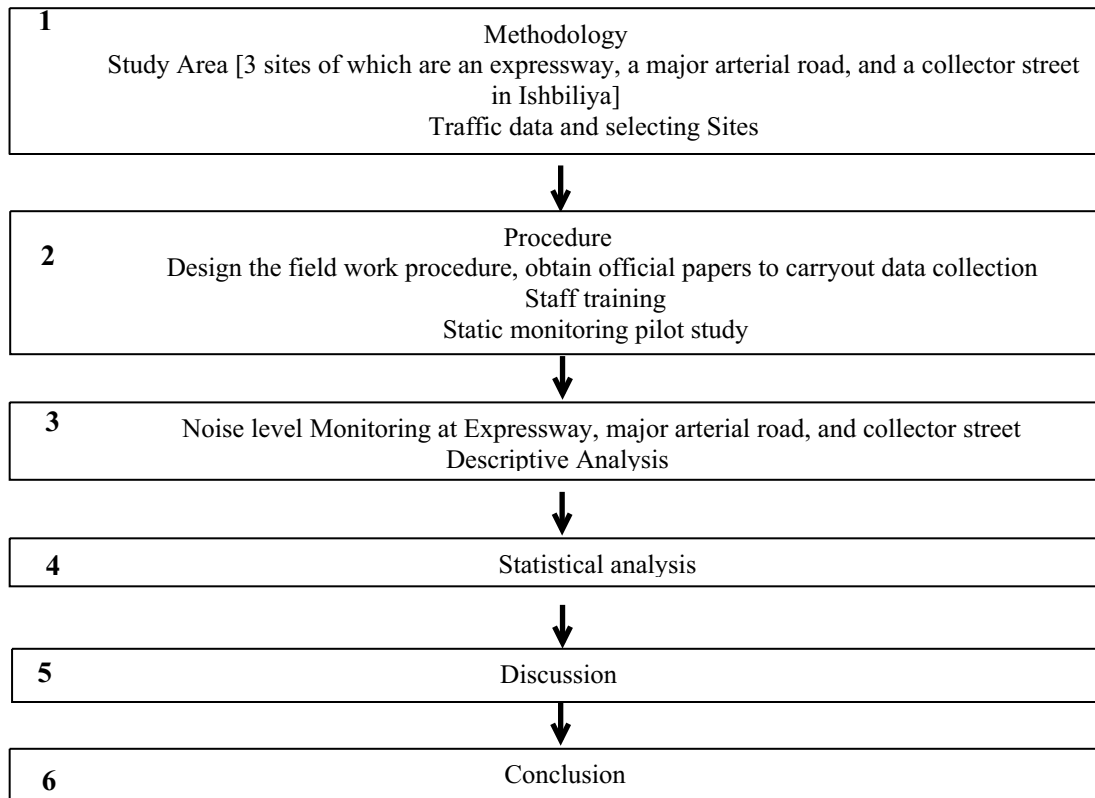 1
Methodology
Study Area [3 sites of which are an expressway, a major arterial road, and a collector street
in Ishbiliya]
Traffic data and selecting Sites
2
Procedure
Design the field work procedure, obtain official papers to carryout data collection
Staff training
Static monitoring pilot study
3
Noise level Monitoring at Expressway, major arterial road, and collector street
Descriptive Analysis
4
Statistical analysis
5
Discussion
6
Conclusion